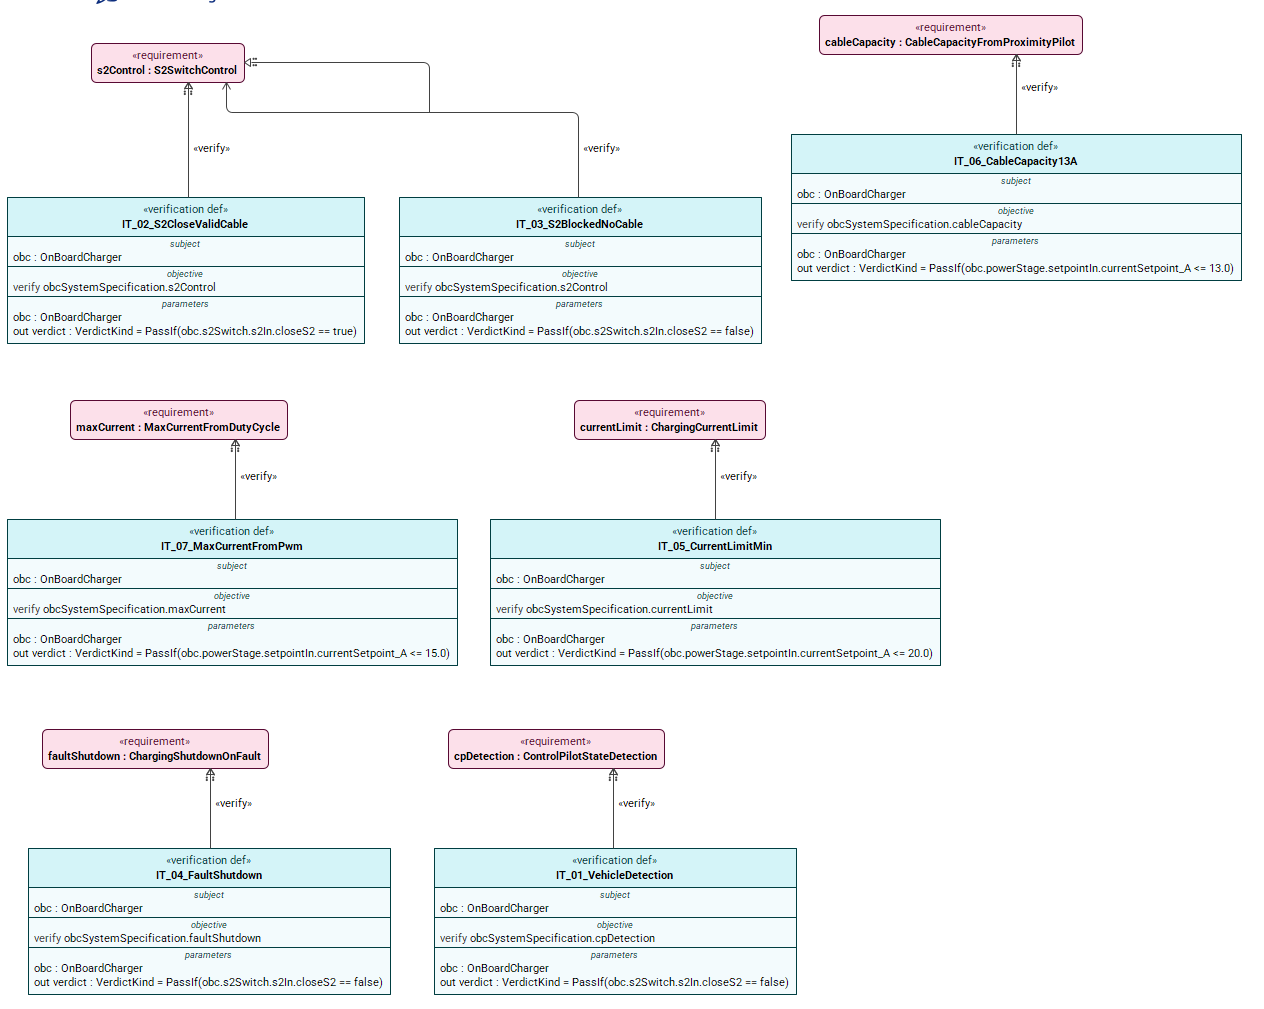 «requirement»
s2Control : S2SwitchControl
«requirement»
cableCapacity : CableCapacityFromProximityPilot
«verify»
«verify»
«verify»
«verification def»
IT_02_S2CloseValidCable
subject
obc : OnBoardCharger
objective
verify obcSystemSpecification.s2Control
parameters
obc : OnBoardCharger
out verdict : VerdictKind = PassIf(obc.s2Switch.s2In.closeS2 == true)
«verification def»
IT_03_S2BlockedNoCable
subject
obc : OnBoardCharger
objective
verify obcSystemSpecification.s2Control
parameters
obc : OnBoardCharger
out verdict : VerdictKind = PassIf(obc.s2Switch.s2In.closeS2 == false)
«verification def»
IT_06_CableCapacity13A
subject
obc : OnBoardCharger
objective
verify obcSystemSpecification.cableCapacity
parameters
obc : OnBoardCharger
out verdict : VerdictKind = PassIf(obc.powerStage.setpointIn.currentSetpoint_A <= 13.0)
«requirement»
maxCurrent : MaxCurrentFromDutyCycle
«verify»
«verification def»
IT_07_MaxCurrentFromPwm
subject
obc : OnBoardCharger
objective
verify obcSystemSpecification.maxCurrent
parameters
obc : OnBoardCharger
out verdict : VerdictKind = PassIf(obc.powerStage.setpointIn.currentSetpoint_A <= 15.0)
«requirement»
currentLimit : ChargingCurrentLimit
«verify»
«verification def»
IT_05_CurrentLimitMin
subject
obc : OnBoardCharger
objective
verify obcSystemSpecification.currentLimit
parameters
obc : OnBoardCharger
out verdict : VerdictKind = PassIf(obc.powerStage.setpointIn.currentSetpoint_A <= 20.0)
«requirement»
faultShutdown : ChargingShutdownOnFault
«verify»
«verification def»
IT_04_FaultShutdown
subject
obc : OnBoardCharger
objective
verify obcSystemSpecification.faultShutdown
parameters
obc : OnBoardCharger
out verdict : VerdictKind = PassIf(obc.s2Switch.s2In.closeS2 == false)
«requirement»
cpDetection : ControlPilotStateDetection
«verify»
«verification def»
IT_01_VehicleDetection
subject
obc : OnBoardCharger
objective
verify obcSystemSpecification.cpDetection
parameters
obc : OnBoardCharger
out verdict : VerdictKind = PassIf(obc.s2Switch.s2In.closeS2 == false)